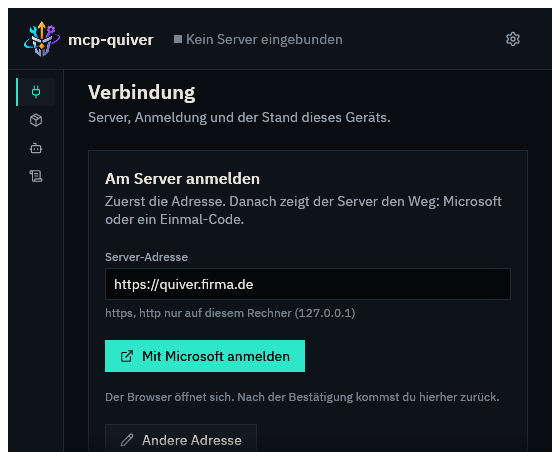 mcp-quiver
Kein Server eingebunden
Verbindung
Server, Anmeldung und der Stand dieses Geräts.
Am Server anmelden
Zuerst die Adresse. Danach zeigt der Server den Weg: Microsoft
oder ein Einmal-Code.
Server-Adresse
https://quiver.firma.de
https, http nur auf diesem Rechner (127.0.0.1)
Mit Microsoft anmelden
Der Browser öffnet sich. Nach der Bestätigung kommst du hierher zurück.
Andere Adresse